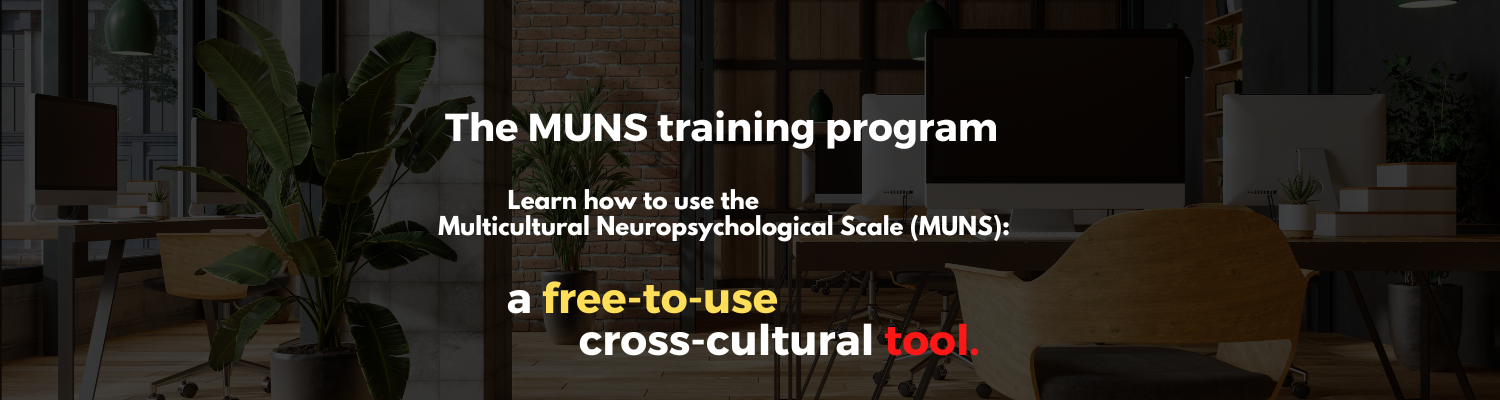 The MUNS training program
Learn how to use the
Multicultural Neuropsychological Scale (MUNS):
a free-to-use
cross-cultural tool.